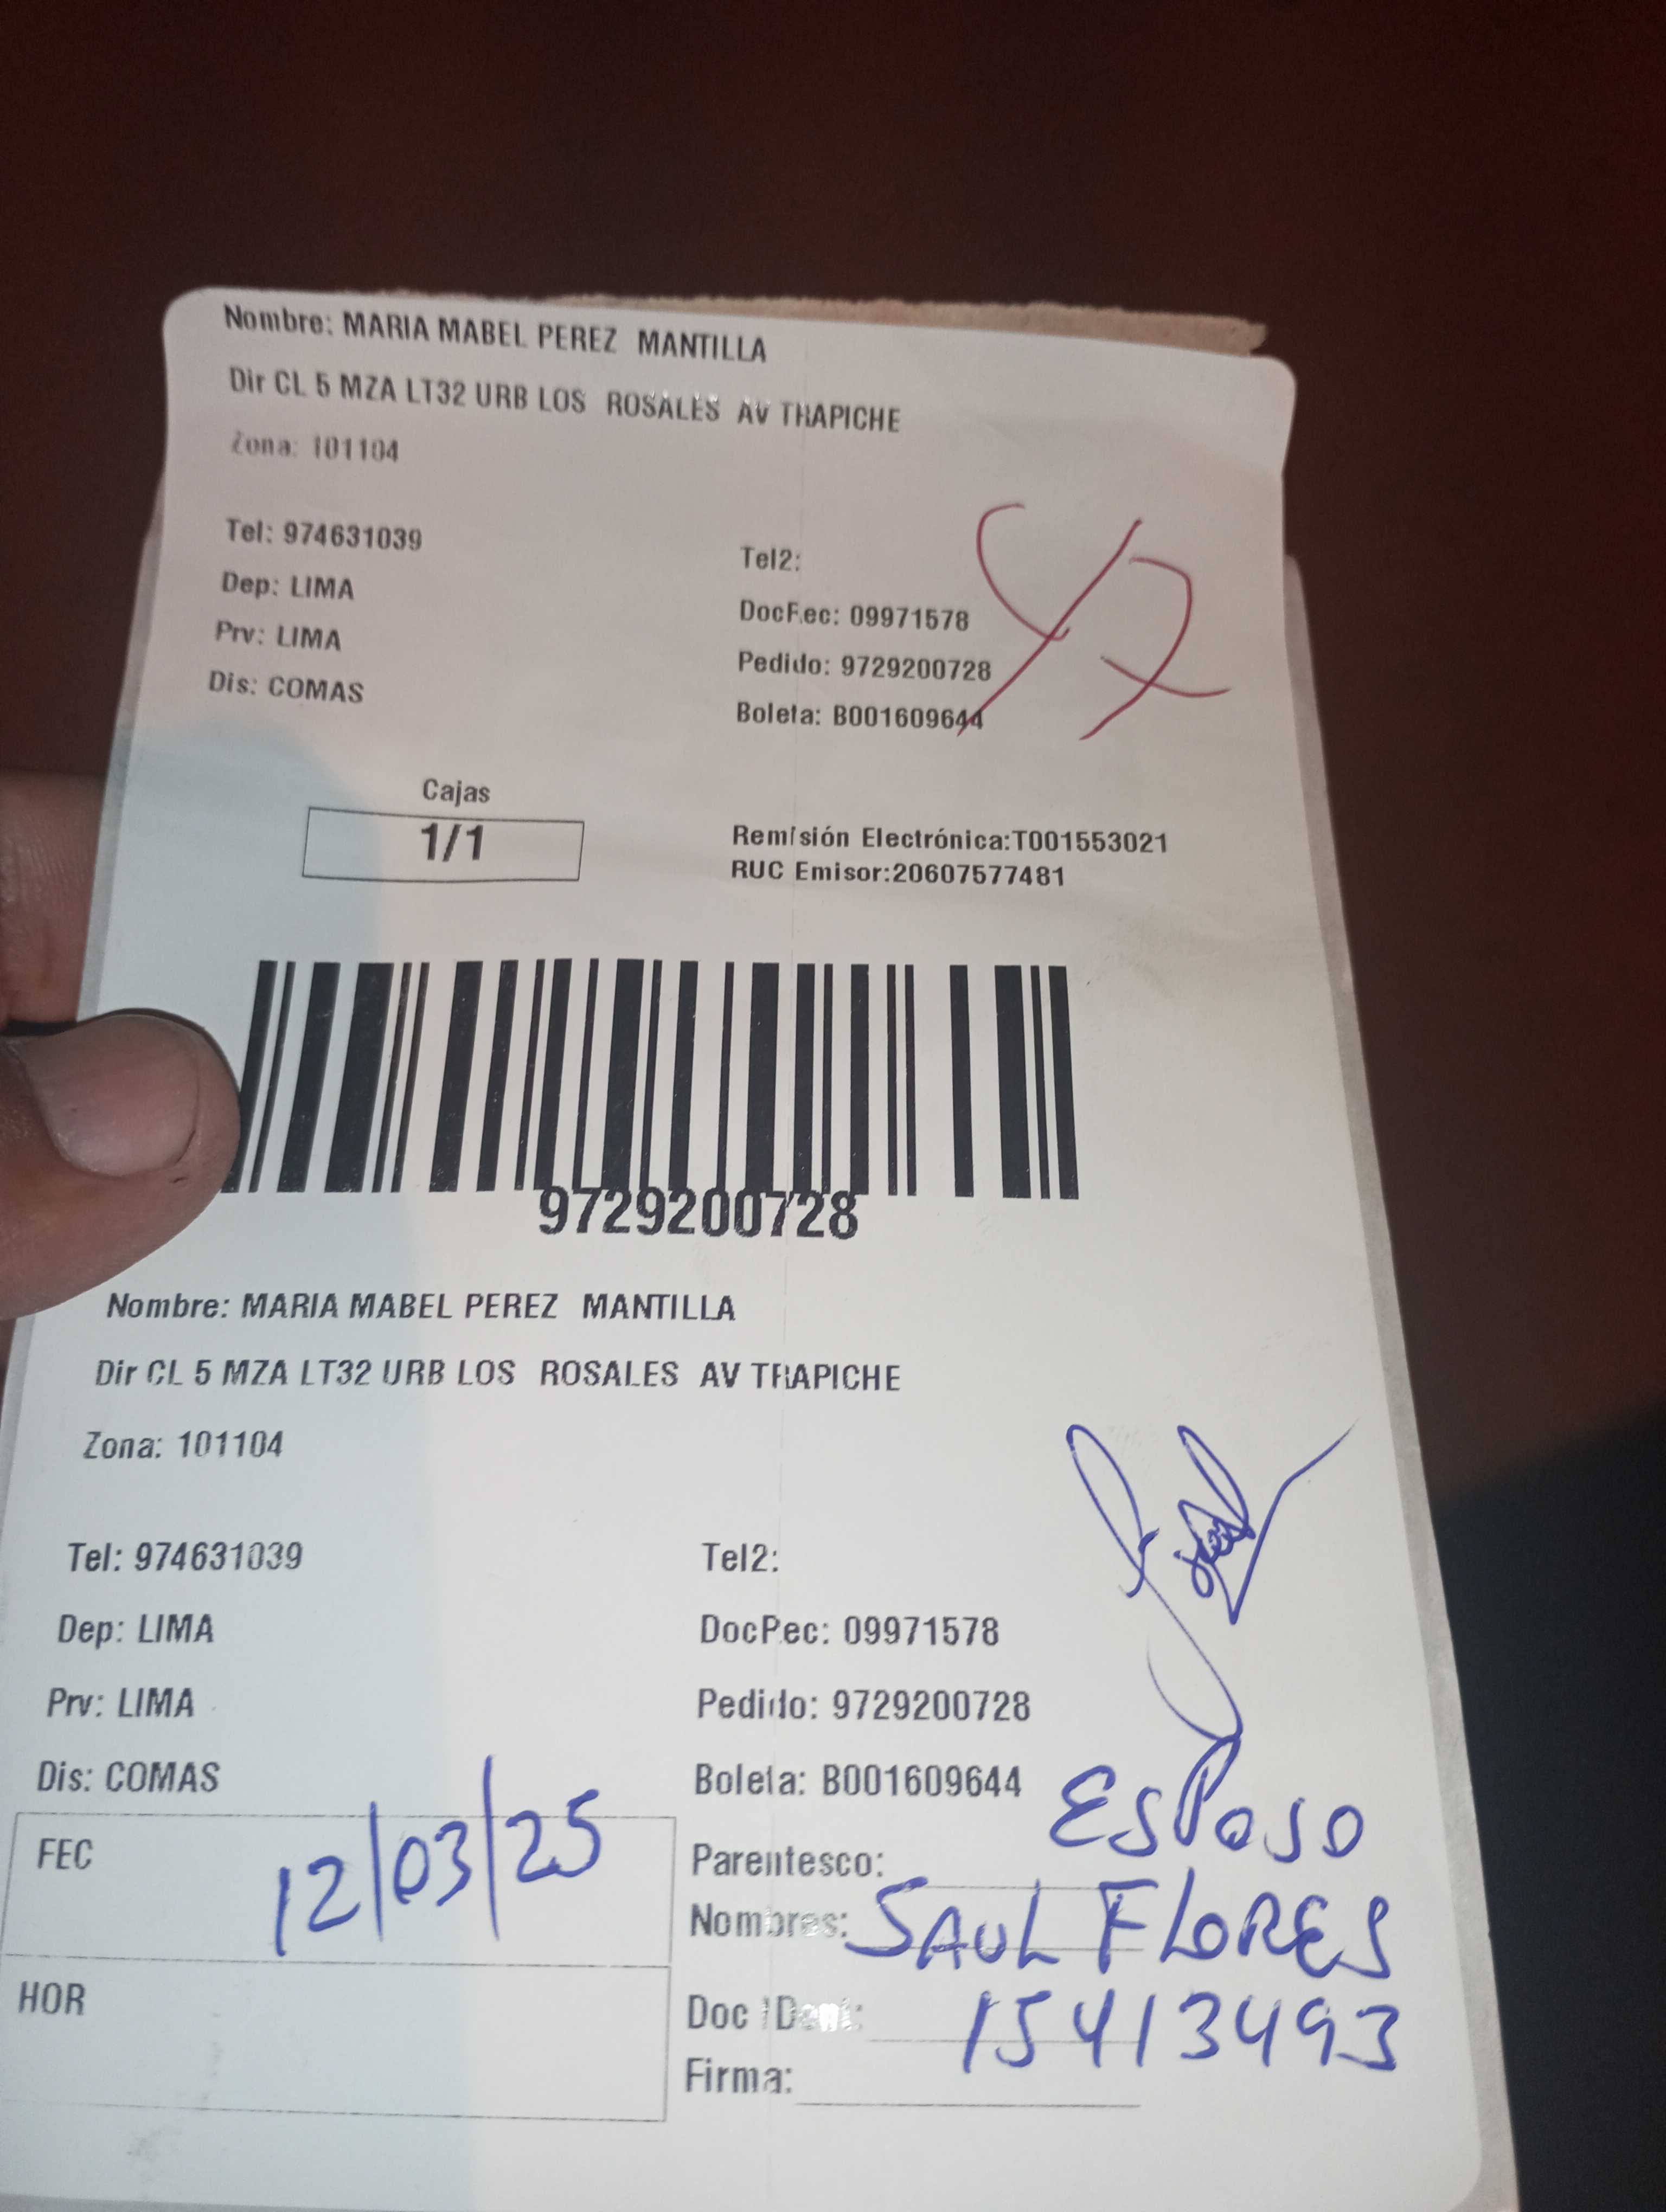 Nombre: MARIA MABEL PEREZ MANTILLA
Dir CL 5 MZA LT32 URB LOS ROSALES AV TRAPICHE
Zona: 101104
Tel: 974631039
Tel2:
Dep: LIMA
DocRec: 09971578
Prv: LIMA
Pedido: 9729200728
Dis: COMAS
Boleta: B001609644
Cajas
1/1
Remisión Electrónica:T001553021
RUC Emisor:20607577481
9729200728
Nombre: MARIA MABEL PEREZ MANTILLA
Dir CL 5 MZA LT32 URB LOS ROSALES AV TRAPICHE
Zona: 101104
Tel: 974631039
Tel2:
Dep: LIMA
DocRec: 09971578
Prv: LIMA
Pedido: 9729200728
Dis: COMAS
Boleta: B001609644
FEC 12/03/25
Parentesco: ESPOSO
Nombres: SAUL FLORES
HOR
Doc IDent: 15413493
Firma: